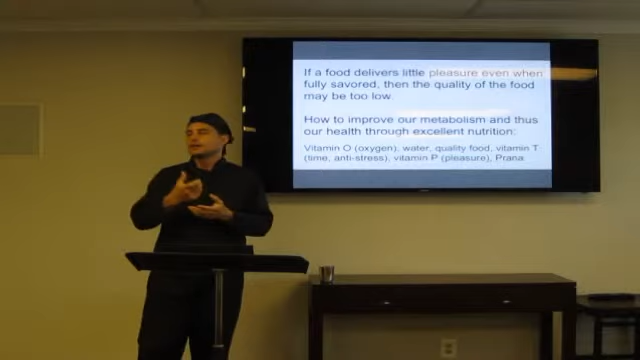 If a food delivers little pleasure even when
fully savored, then the quality of the food
may be too low.
How to improve our metabolism and thus
our health through excellent nutrition:
Vitamin O (oxygen), water, quality food, vitamin T
(time, anti-stress), vitamin P (pleasure), Prana